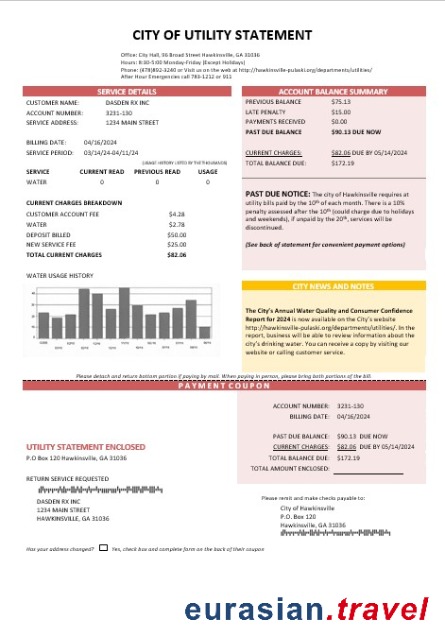 CITY OF UTILITY STATEMENT
Office: City Hall, 96 Broad Street Hawkinsville, GA 31036
Hours: 8:30-5:00 Monday-Friday (Except Holidays)
Phone: (478)892-3240 or Visit us on the web at http://hawkinsville-pulaski.org/departments/utilities/
After Hour Emergencies call 783-1212 or 911
SERVICE DETAILS
CUSTOMER NAME: DASDEN RX INC
ACCOUNT NUMBER: 3231-130
SERVICE ADDRESS: 1234 MAIN STREET
BILLING DATE: 04/16/2024
SERVICE PERIOD: 03/14/24-04/11/24
(USAGE HISTORY LISTED BY THE THOUSAND)
SERVICE CURRENT READ PREVIOUS READ USAGE
WATER 0 0 0
CURRENT CHARGES BREAKDOWN
CUSTOMER ACCOUNT FEE $4.28
WATER $2.78
DEPOSIT BILLED $50.00
NEW SERVICE FEE $25.00
TOTAL CURRENT CHARGES $82.06
WATER USAGE HISTORY
ACCOUNT BALANCE SUMMARY
PREVIOUS BALANCE $75.13
LATE PENALTY $15.00
PAYMENTS RECEIVED $0.00
PAST DUE BALANCE $90.13 DUE NOW
CURRENT CHARGES: $82.06 DUE BY 05/14/2024
TOTAL BALANCE DUE: $172.19
PAST DUE NOTICE: The city of Hawkinsville requires at
utility bills paid by the 10th of each month. There is a 10%
penalty assessed after the 10th (could charge due to holidays
and weekends), if unpaid by the 20th, services will be
discontinued.
(See back of statement for convenient payment options)
CITY NEWS AND NOTES
The City's Annual Water Quality and Consumer Confidence
Report for 2024 is now available on the City's website
http://hawkinsville-pulaski.org/departments/utilities/. In the
report, business will be able to review information about the
city's drinking water. You can receive a copy by visiting our
website or calling customer service.
Please detach and return bottom portion if paying by mail. When paying in person, please bring both portions of the bill
PAYMENT COUPON
ACCOUNT NUMBER: 3231-130
BILLING DATE: 04/16/2024
PAST DUE BALANCE: $90.13 DUE NOW
CURRENT CHARGES: $82.06 DUE BY 05/14/2024
TOTAL BALANCE DUE: $172.19
TOTAL AMOUNT ENCLOSED:
UTILITY STATEMENT ENCLOSED
P.O Box 120 Hawkinsville, GA 31036
RETURN SERVICE REQUESTED
DASDEN RX INC
1234 MAIN STREET
HAWKINSVILLE, GA 31036
Please remit and make checks payable to:
City of Hawkinsville
P.O. Box 120
Hawkinsville, GA 31036
Has your address changed? Yes, check box and complete form on the back of their coupon
eurasian.travel